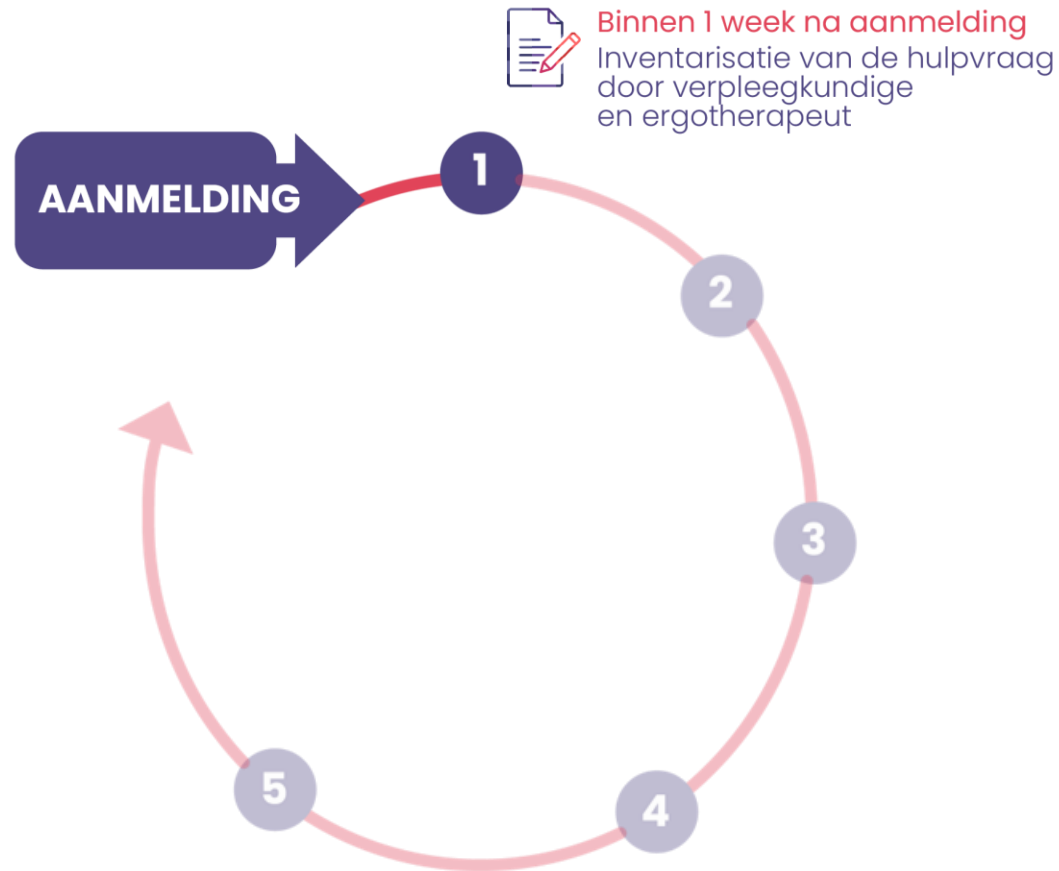 Binnen 1 week na aanmelding
Inventarisatie van de hulpvraag
door verpleegkundige
en ergotherapeut
AANMELDING
1
2
3
4
5